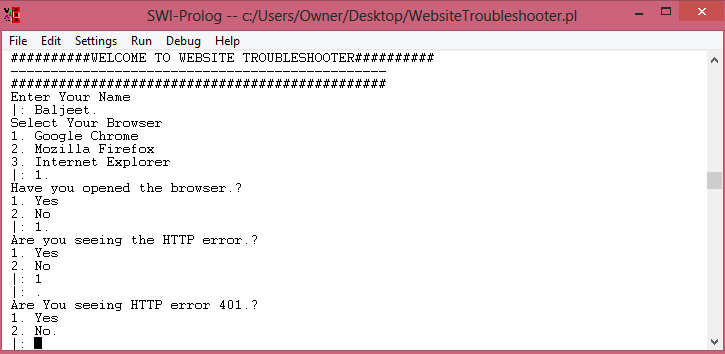 SWI-Prolog -- c:/Users/Owner/Desktop/WebsiteTroubleshooter.pl
File Edit Settings Run Debug Help
##########WELCOME TO WEBSITE TROUBLESHOOTER##########
-----------------------------------------------
###############################################
Enter Your Name
|: Baljeet.
Select Your Browser
1. Google Chrome
2. Mozilla Firefox
3. Internet Explorer
|: 1.
Have you opened the browser.?
1. Yes
2. No
|: 1.
Are you seeing the HTTP error.?
1. Yes
2. No
|: 1
|: .
Are You seeing HTTP error 401.?
1. Yes
2. No.
|: